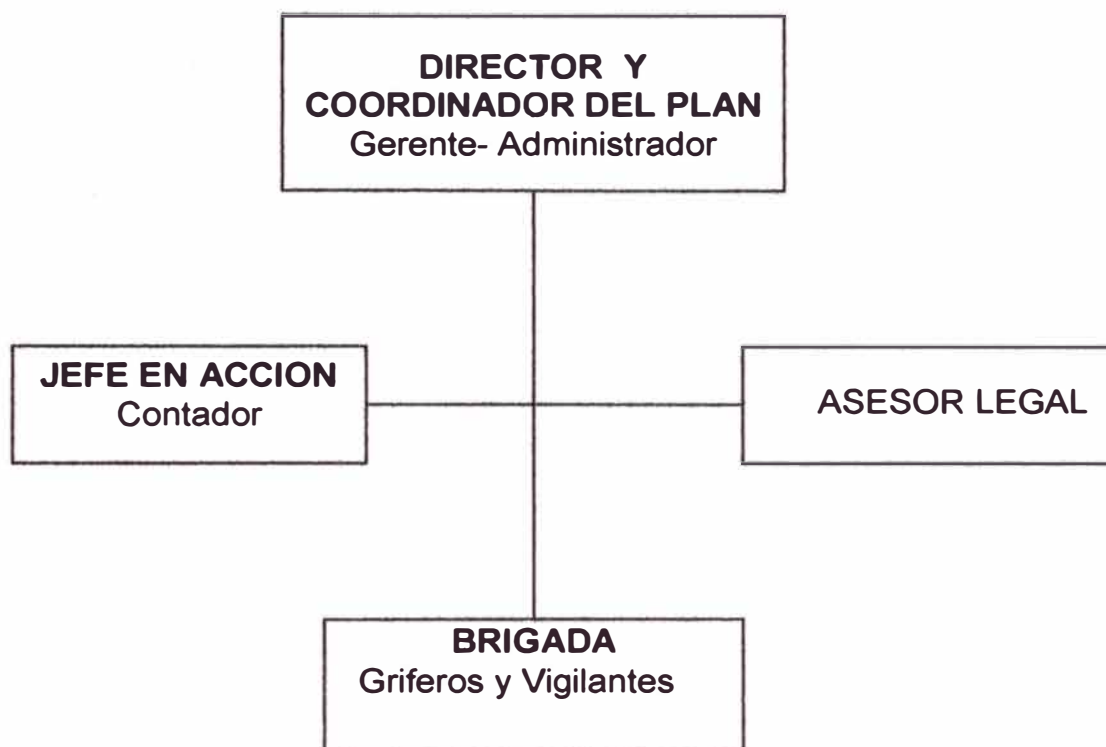 DIRECTOR Y
COORDINADOR DEL PLAN
Gerente- Administrador
JEFE EN ACCION
Contador
ASESOR LEGAL
BRIGADA
Griferos y Vigilantes